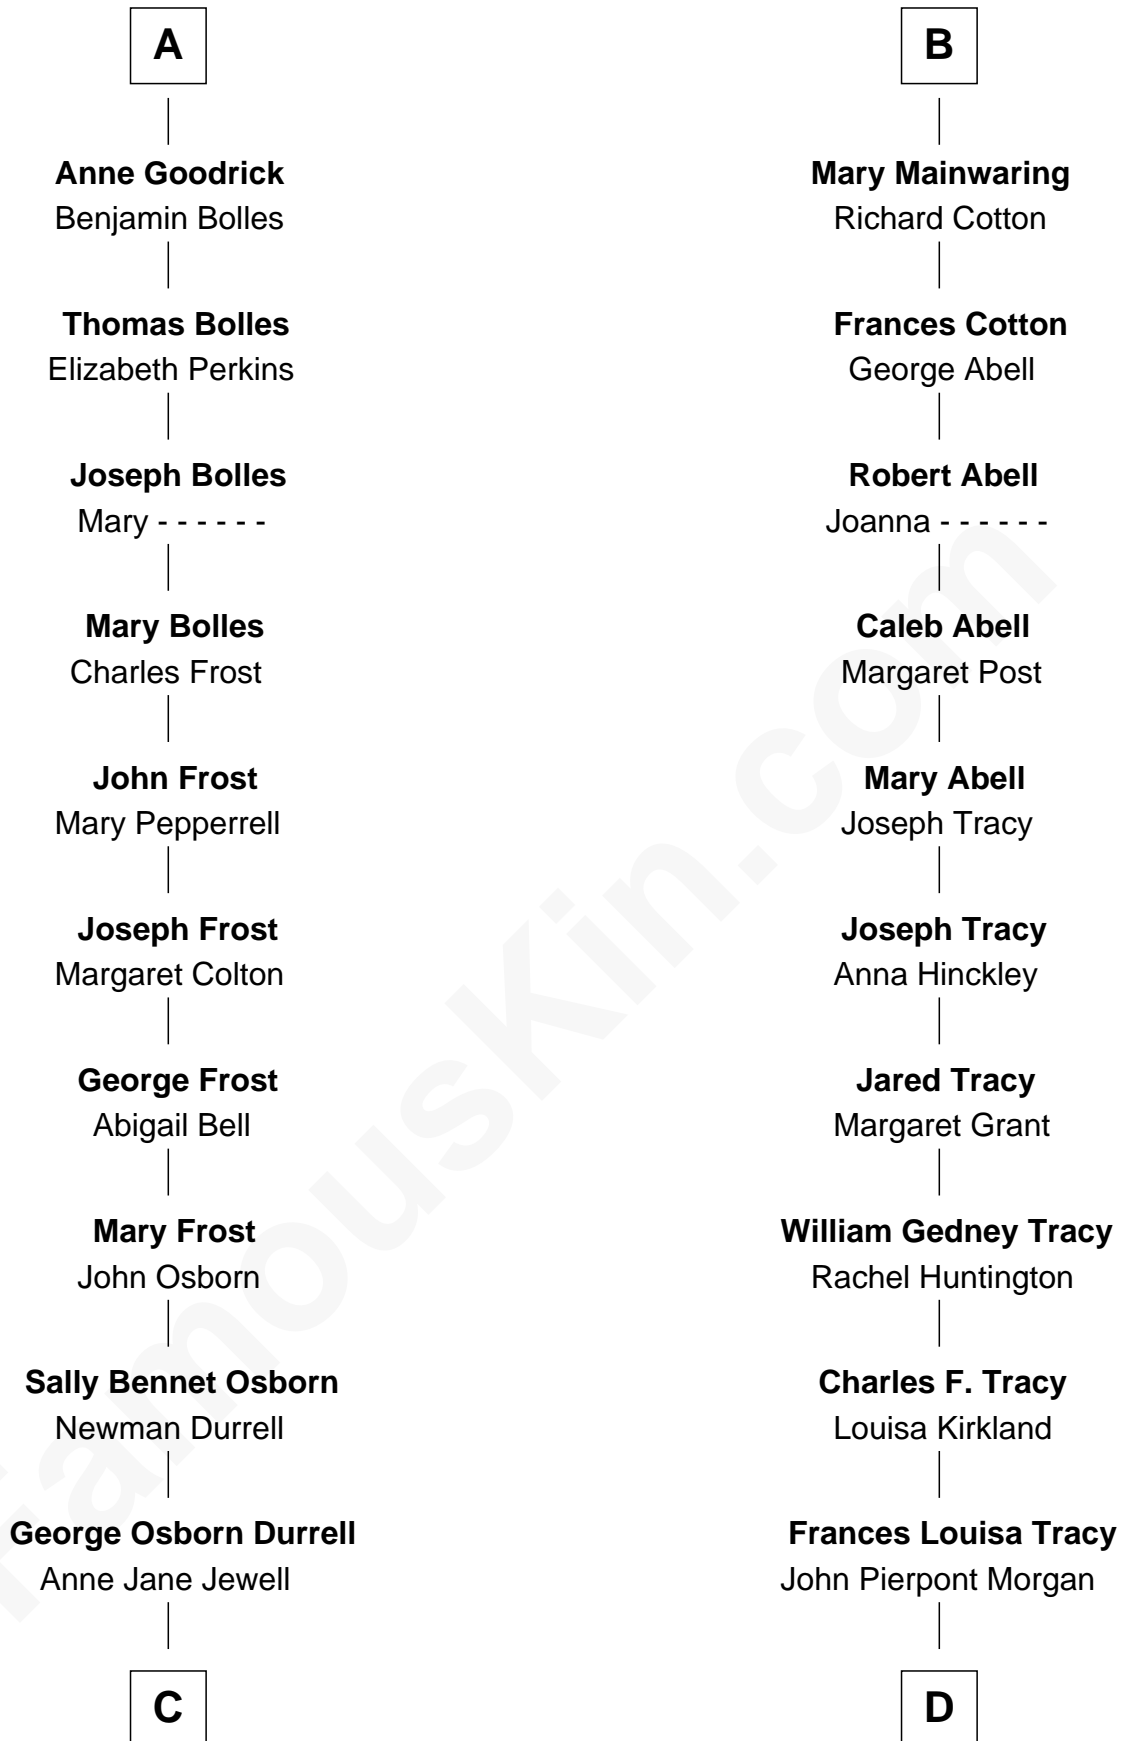 A
Anne Goodrick
Benjamin Bolles
Thomas Bolles
Elizabeth Perkins
Joseph Bolles
Mary - - - - - -
Mary Bolles
Charles Frost
John Frost
Mary Pepperrell
Joseph Frost
Margaret Colton
George Frost
Abigail Bell
Mary Frost
John Osborn
Sally Bennet Osborn
Newman Durrell
George Osborn Durrell
Anne Jane Jewell
C
B
Mary Mainwaring
Richard Cotton
Frances Cotton
George Abell
Robert Abell
Joanna - - - - - -
Caleb Abell
Margaret Post
Mary Abell
Joseph Tracy
Joseph Tracy
Anna Hinckley
Jared Tracy
Margaret Grant
William Gedney Tracy
Rachel Huntington
Charles F. Tracy
Louisa Kirkland
Frances Louisa Tracy
John Pierpont Morgan
D
FamousKin.com